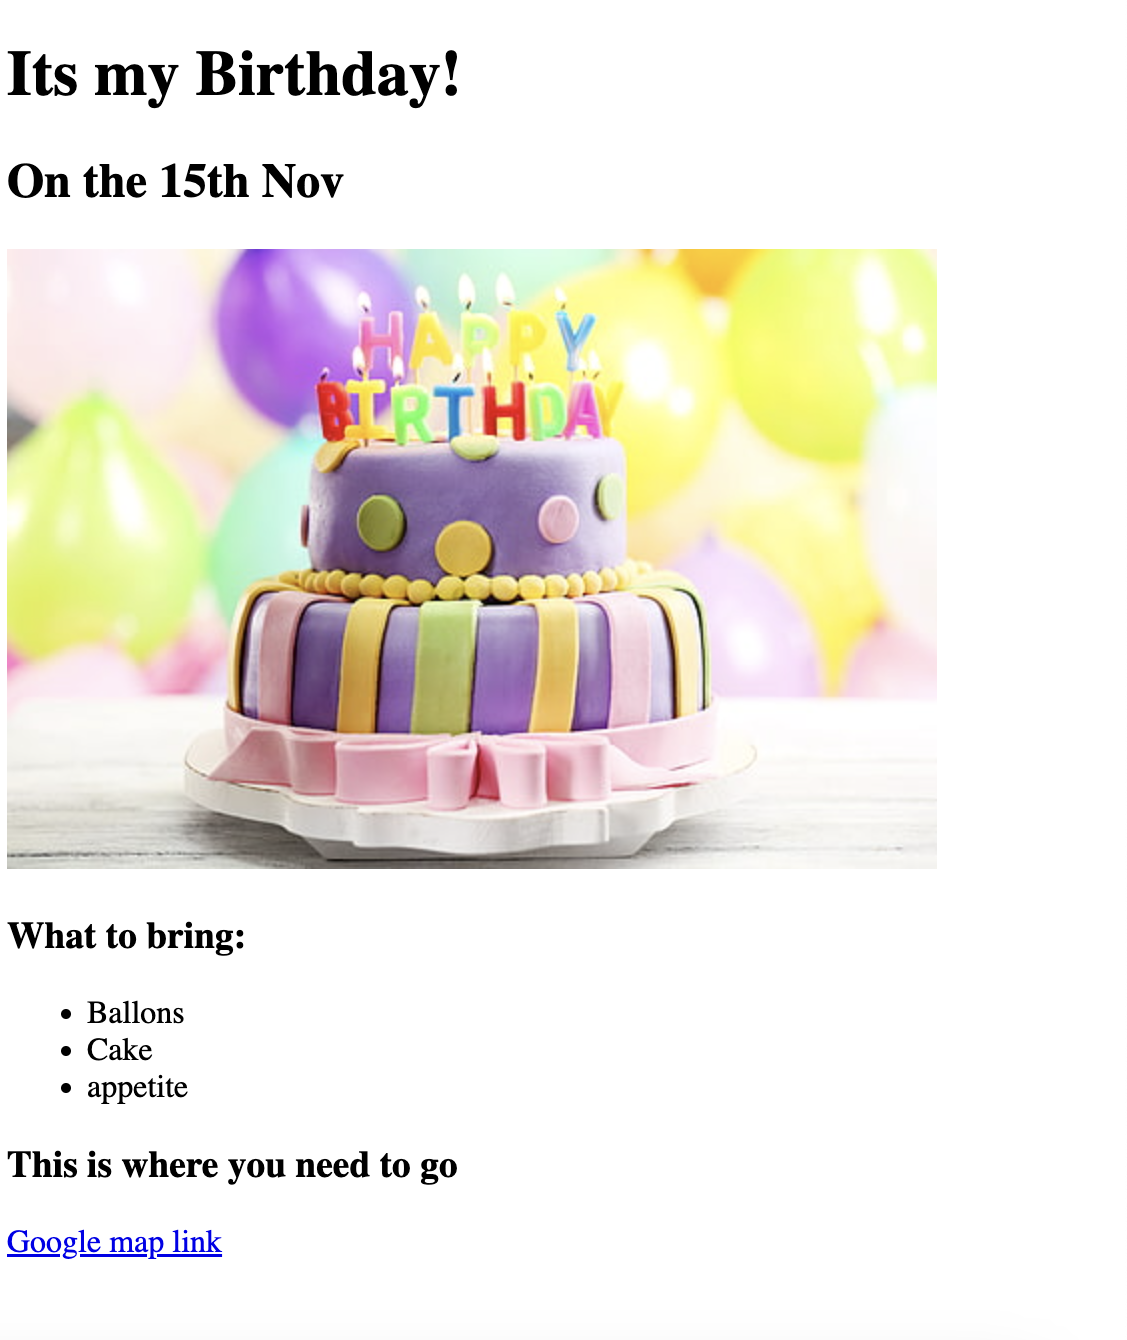 Its my Birthday!
On the 15th Nov
HAPPY
BIRTHDAY
What to bring:
Ballons
Cake
appetite
This is where you need to go
Google map link